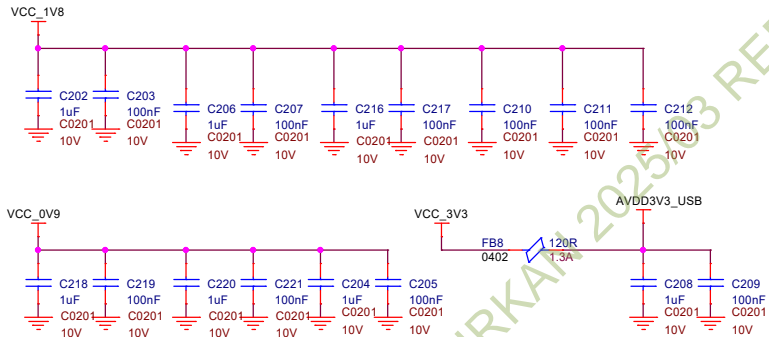 VCC_1V8
C202
1uF
C0201
10V
C203
100nF
C0201
10V
C206
1uF
C0201
10V
C207
100nF
C0201
10V
C216
1uF
C0201
10V
C217
100nF
C0201
10V
C210
100nF
C0201
10V
C211
100nF
C0201
10V
C212
100nF
C0201
10V
VCC_0V9
C218
1uF
C0201
10V
C219
100nF
C0201
10V
C220
1uF
C0201
10V
C221
100nF
C0201
10V
C204
1uF
C0201
10V
C205
100nF
C0201
10V
VCC_3V3
FB8
0402
120R
1.3A
AVDD3V3_USB
C208
1uF
C0201
10V
C209
100nF
C0201
10V
2025/03